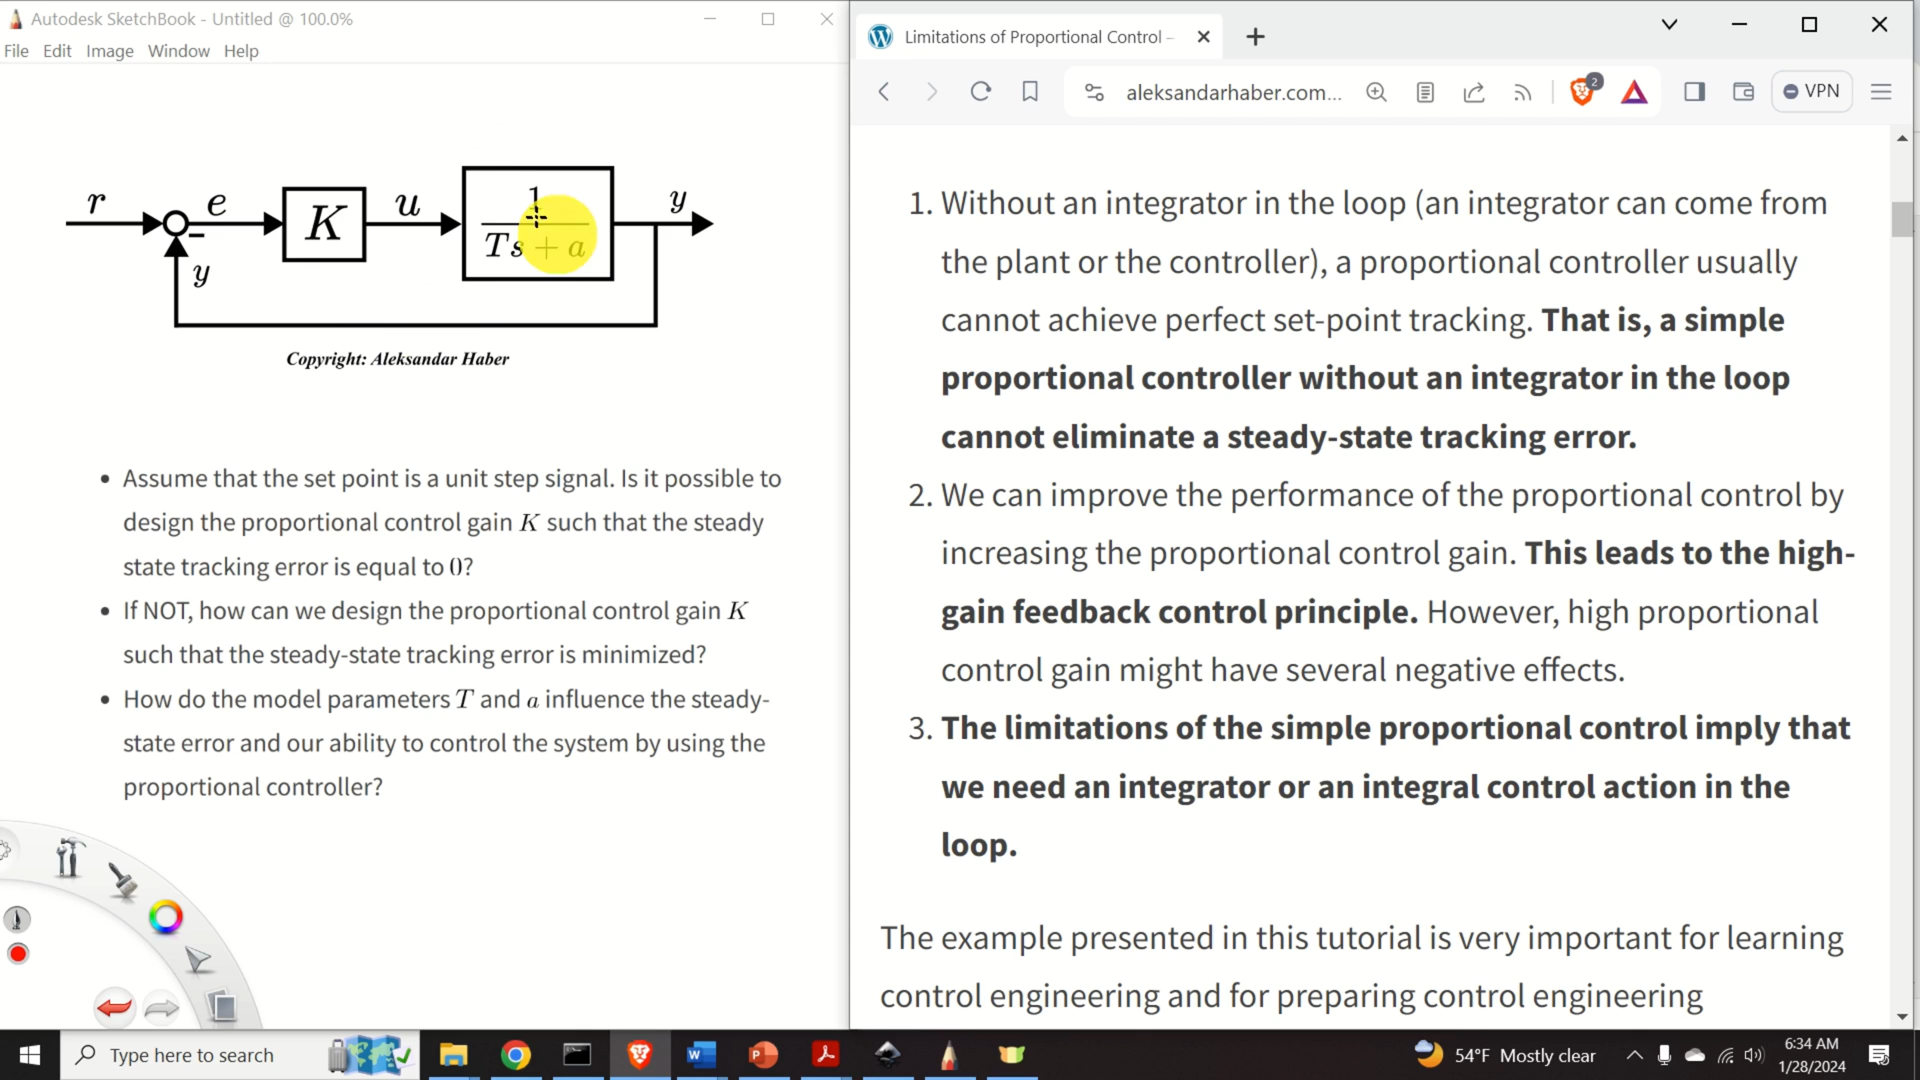 Autodesk SketchBook - Untitled @ 100.0%
File Edit Image Window Help
r
e
K
u
1
Ts + a
y
y
Copyright: Aleksandar Haber
• Assume that the set point is a unit step signal. Is it possible to
design the proportional control gain K such that the steady
state tracking error is equal to 0?
• If NOT, how can we design the proportional control gain K
such that the steady-state tracking error is minimized?
• How do the model parameters T and a influence the steady-
state error and our ability to control the system by using the
proportional controller?
Limitations of Proportional Control –
aleksandarhaber.com...
2
VPN
1. Without an integrator in the loop (an integrator can come from
the plant or the controller), a proportional controller usually
cannot achieve perfect set-point tracking. That is, a simple
proportional controller without an integrator in the loop
cannot eliminate a steady-state tracking error.
2. We can improve the performance of the proportional control by
increasing the proportional control gain. This leads to the high-
gain feedback control principle. However, high proportional
control gain might have several negative effects.
3. The limitations of the simple proportional control imply that
we need an integrator or an integral control action in the
loop.
The example presented in this tutorial is very important for learning
control engineering and for preparing control engineering
Type here to search
54°F Mostly clear
6:34 AM
1/28/2024